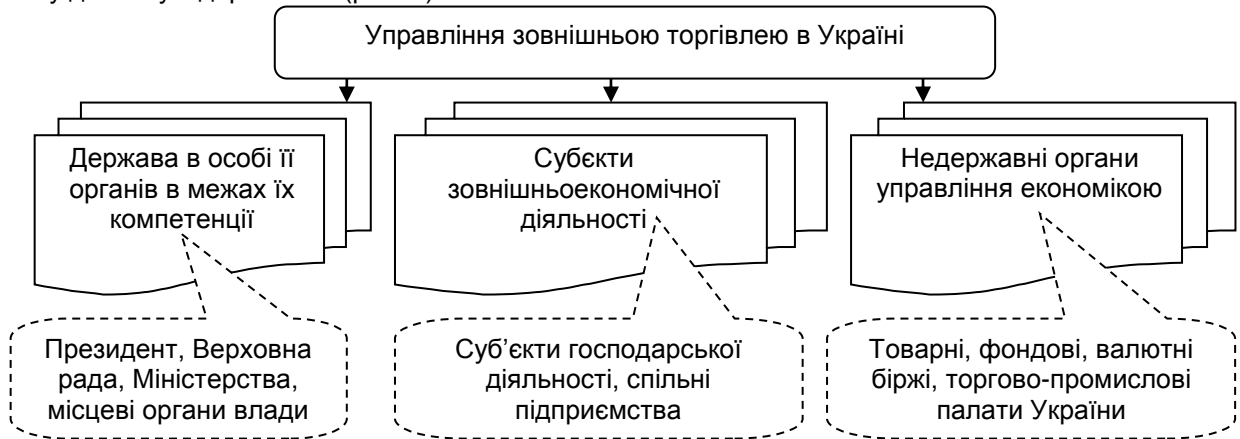 Управління зовнішньою торгівлею в Україні
Держава в особі її
органів в межах їх
компетенції
Субєкти
зовнішньоекономічної
діяльності
Недержавні органи
управління економікою
Президент, Верховна
рада, Міністерства,
місцеві органи влади
Суб’єкти господарської
діяльності, спільні
підприємства
Товарні, фондові, валютні
біржі, торгово-промислові
палати України